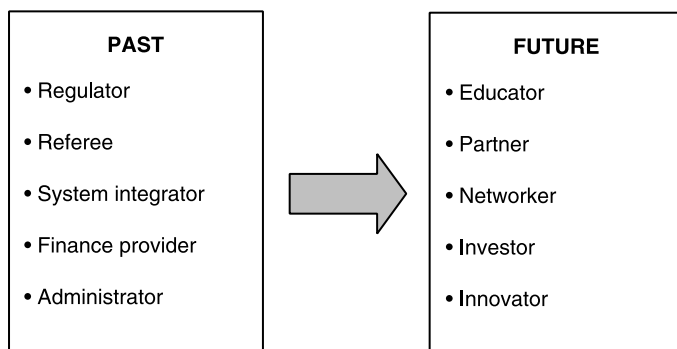 PAST
• Regulator
• Referee
• System integrator
• Finance provider
• Administrator
FUTURE
• Educator
• Partner
• Networker
• Investor
• Innovator